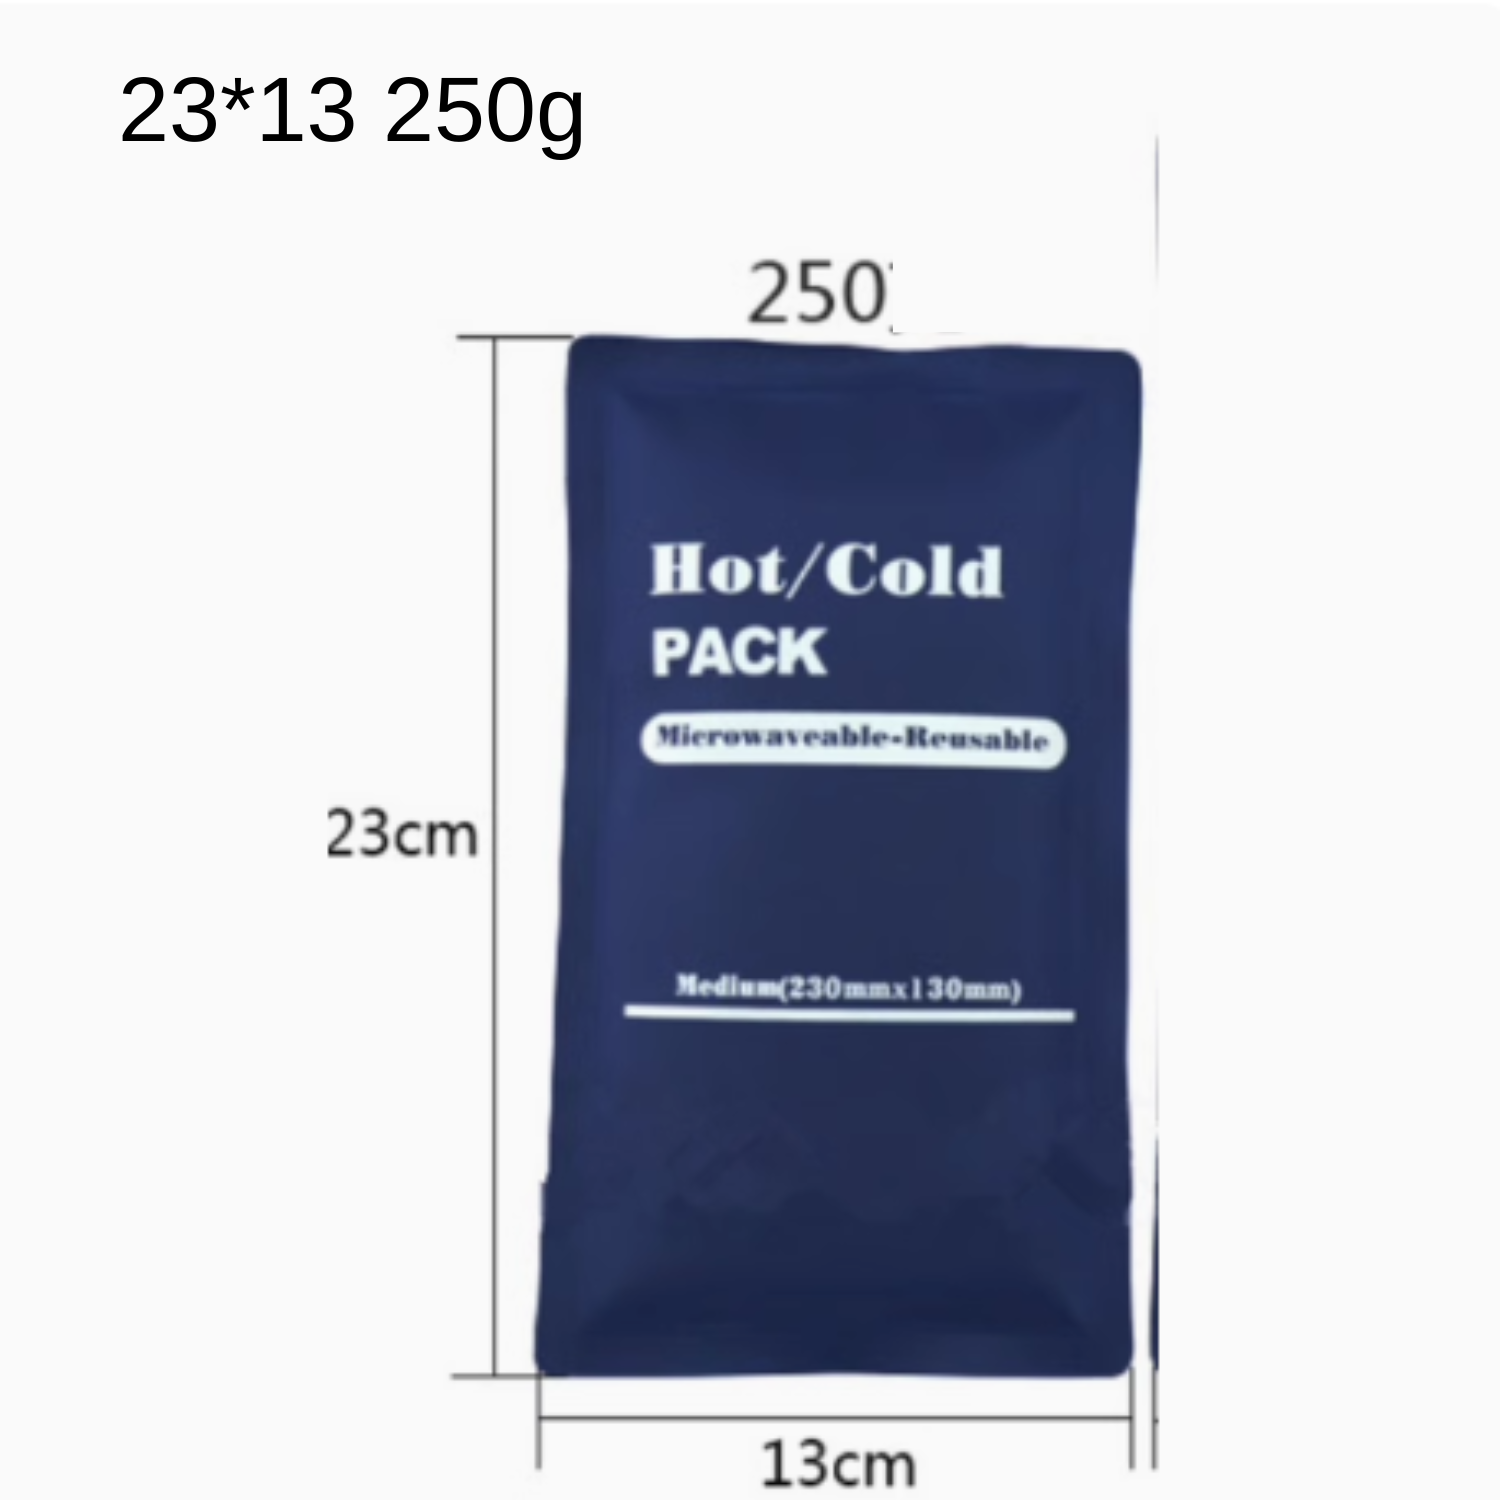 23*13 250g
250
Hot/Cold
PACK
Microwaveable-Reusable
23cm
Medium(230mmx130mm)
13cm